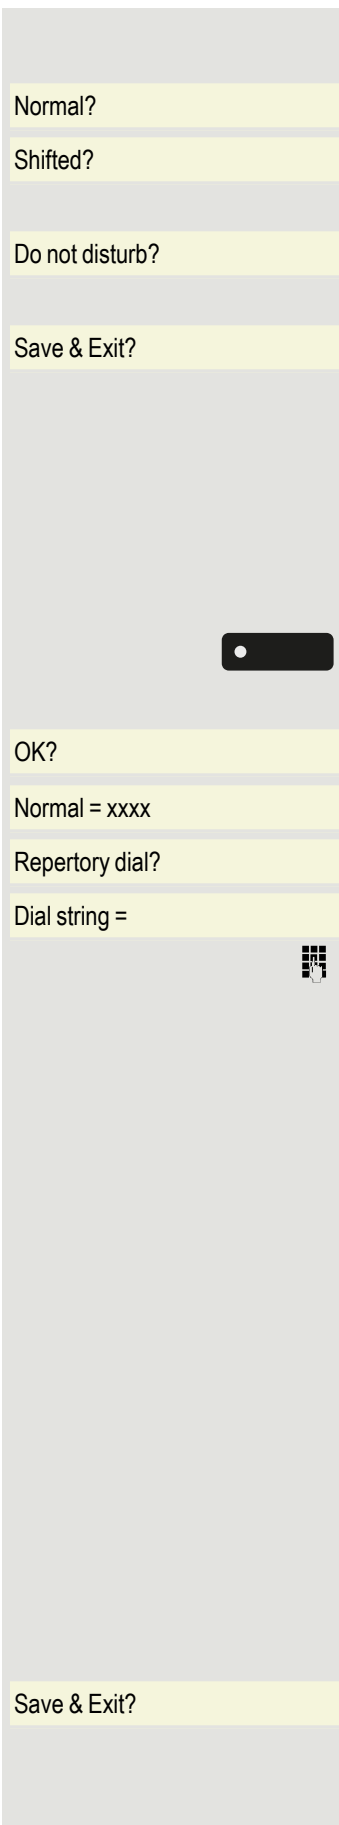 Normal?
Shifted?
Do not disturb?
Save & Exit?
OK?
Normal = xxxx
Repertory dial?
Dial string =
Save & Exit?